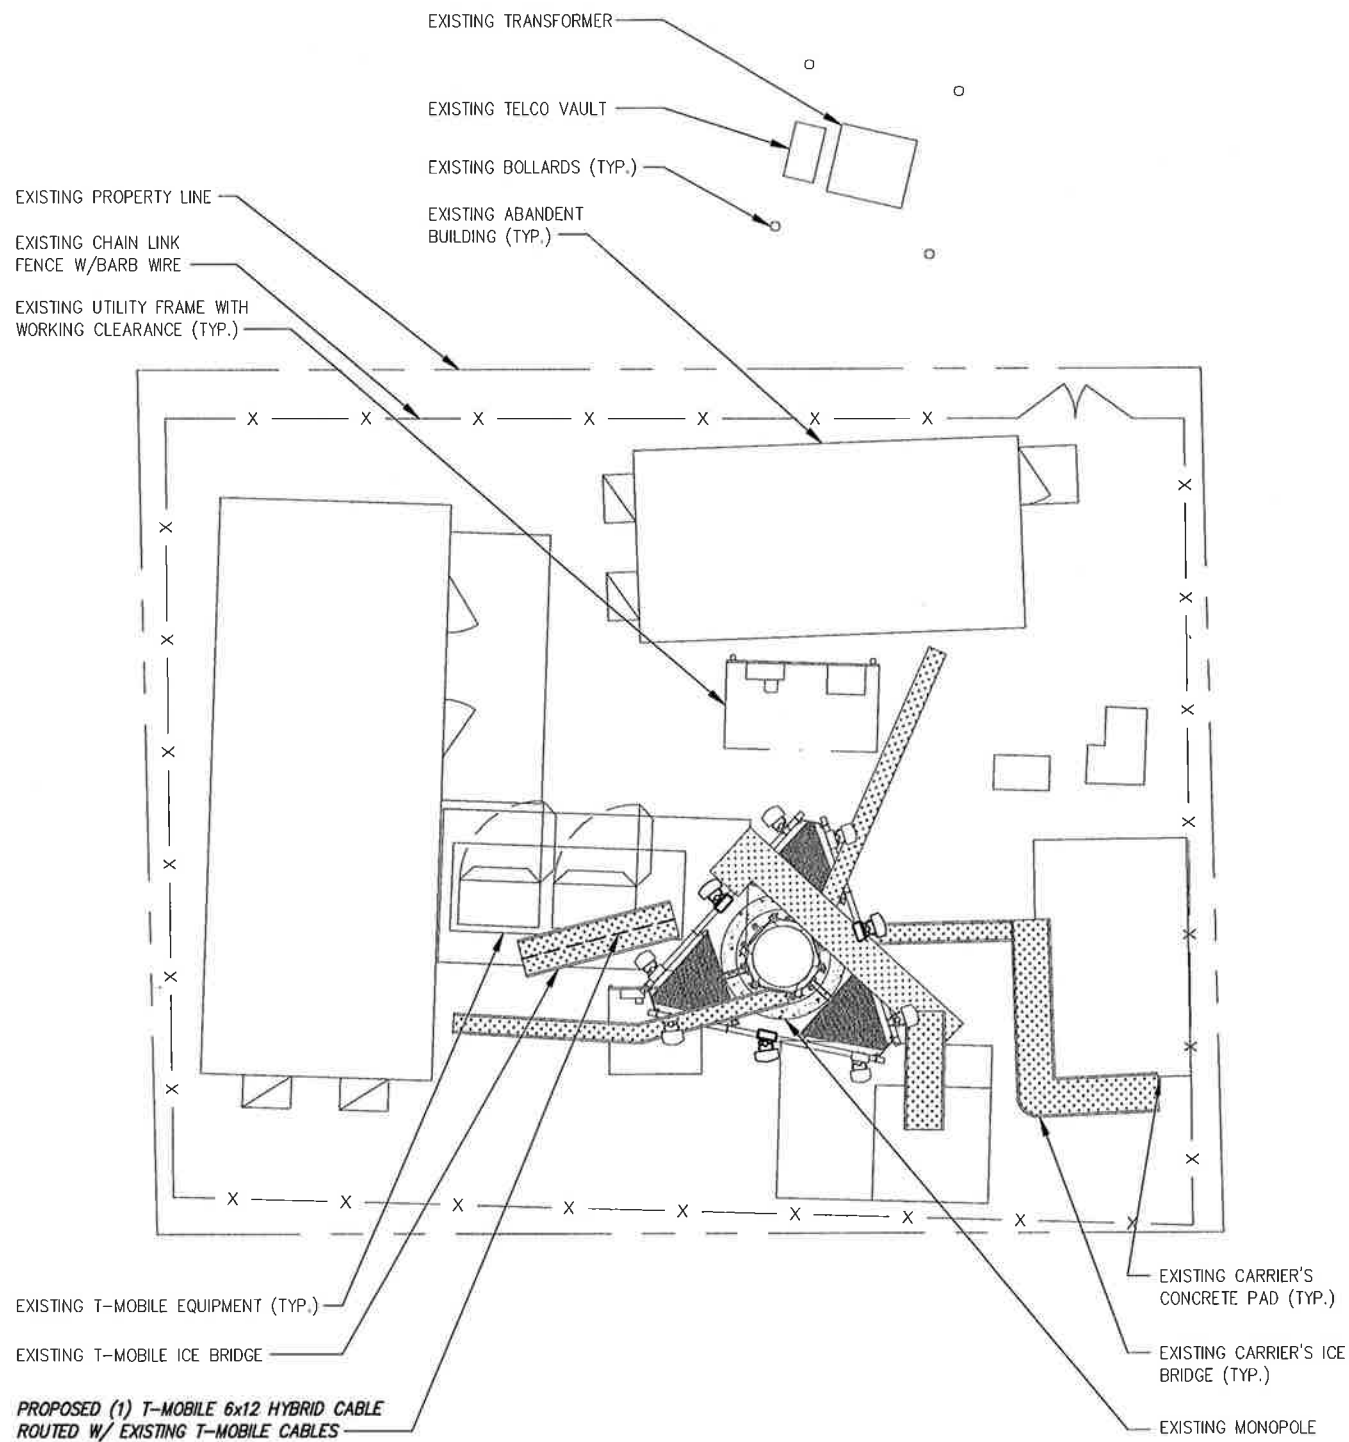 EXISTING TRANSFORMER
EXISTING TELCO VAULT
EXISTING BOLLARDS (TYP.)
EXISTING PROPERTY LINE
EXISTING ABANDENT
BUILDING (TYP.)
EXISTING CHAIN LINK
FENCE W/BARB WIRE
EXISTING UTILITY FRAME WITH
WORKING CLEARANCE (TYP.)
X X X X X X X
X
X
X
X
X
X
X
X
X
X
X
X
X
X
X X X X X X X X X
EXISTING T-MOBILE EQUIPMENT (TYP.)
EXISTING T-MOBILE ICE BRIDGE
PROPOSED (1) T-MOBILE 6x12 HYBRID CABLE
ROUTED W/ EXISTING T-MOBILE CABLES
EXISTING CARRIER'S
CONCRETE PAD (TYP.)
EXISTING CARRIER'S ICE
BRIDGE (TYP.)
EXISTING MONOPOLE